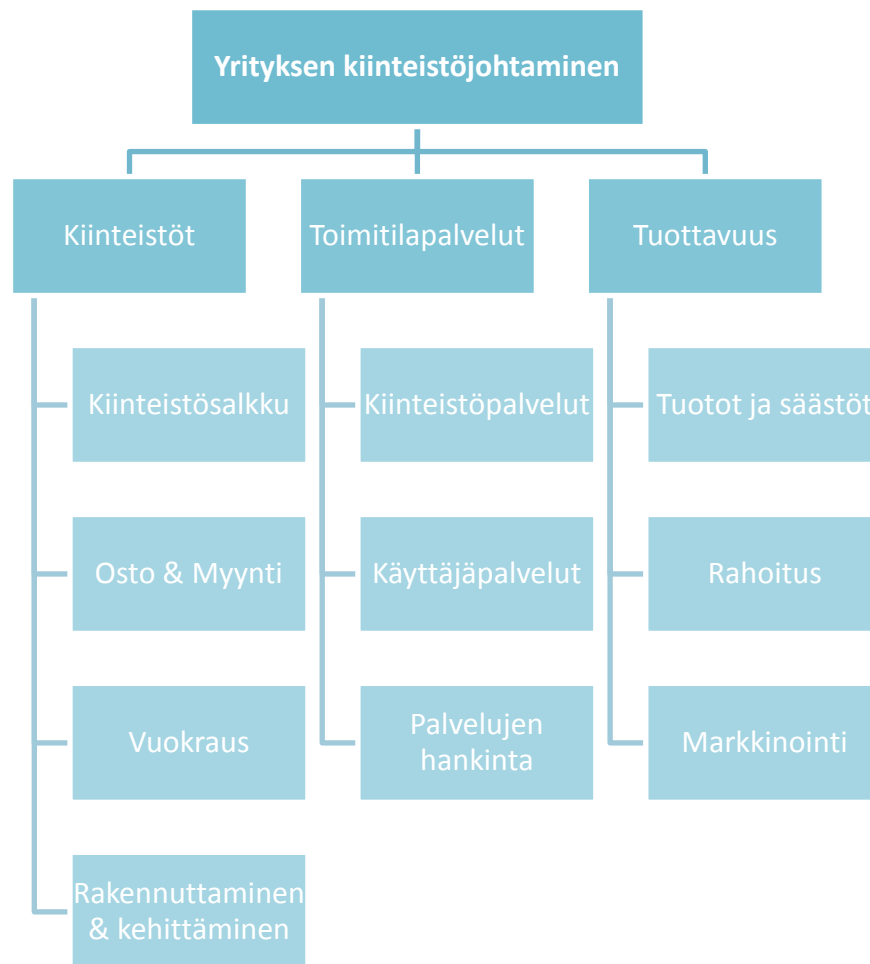 Yrityksen kiinteistöjohtaminen
Kiinteistöt
Kiinteistösalkku
Osto & Myynti
Vuokraus
Rakennuttaminen
& kehittäminen
Toimitilapalvelut
Kiinteistöpalvelut
Käyttäjäpalvelut
Palvelujen
hankinta
Tuottavuus
Tuotot ja säästöt
Rahoitus
Markkinointi